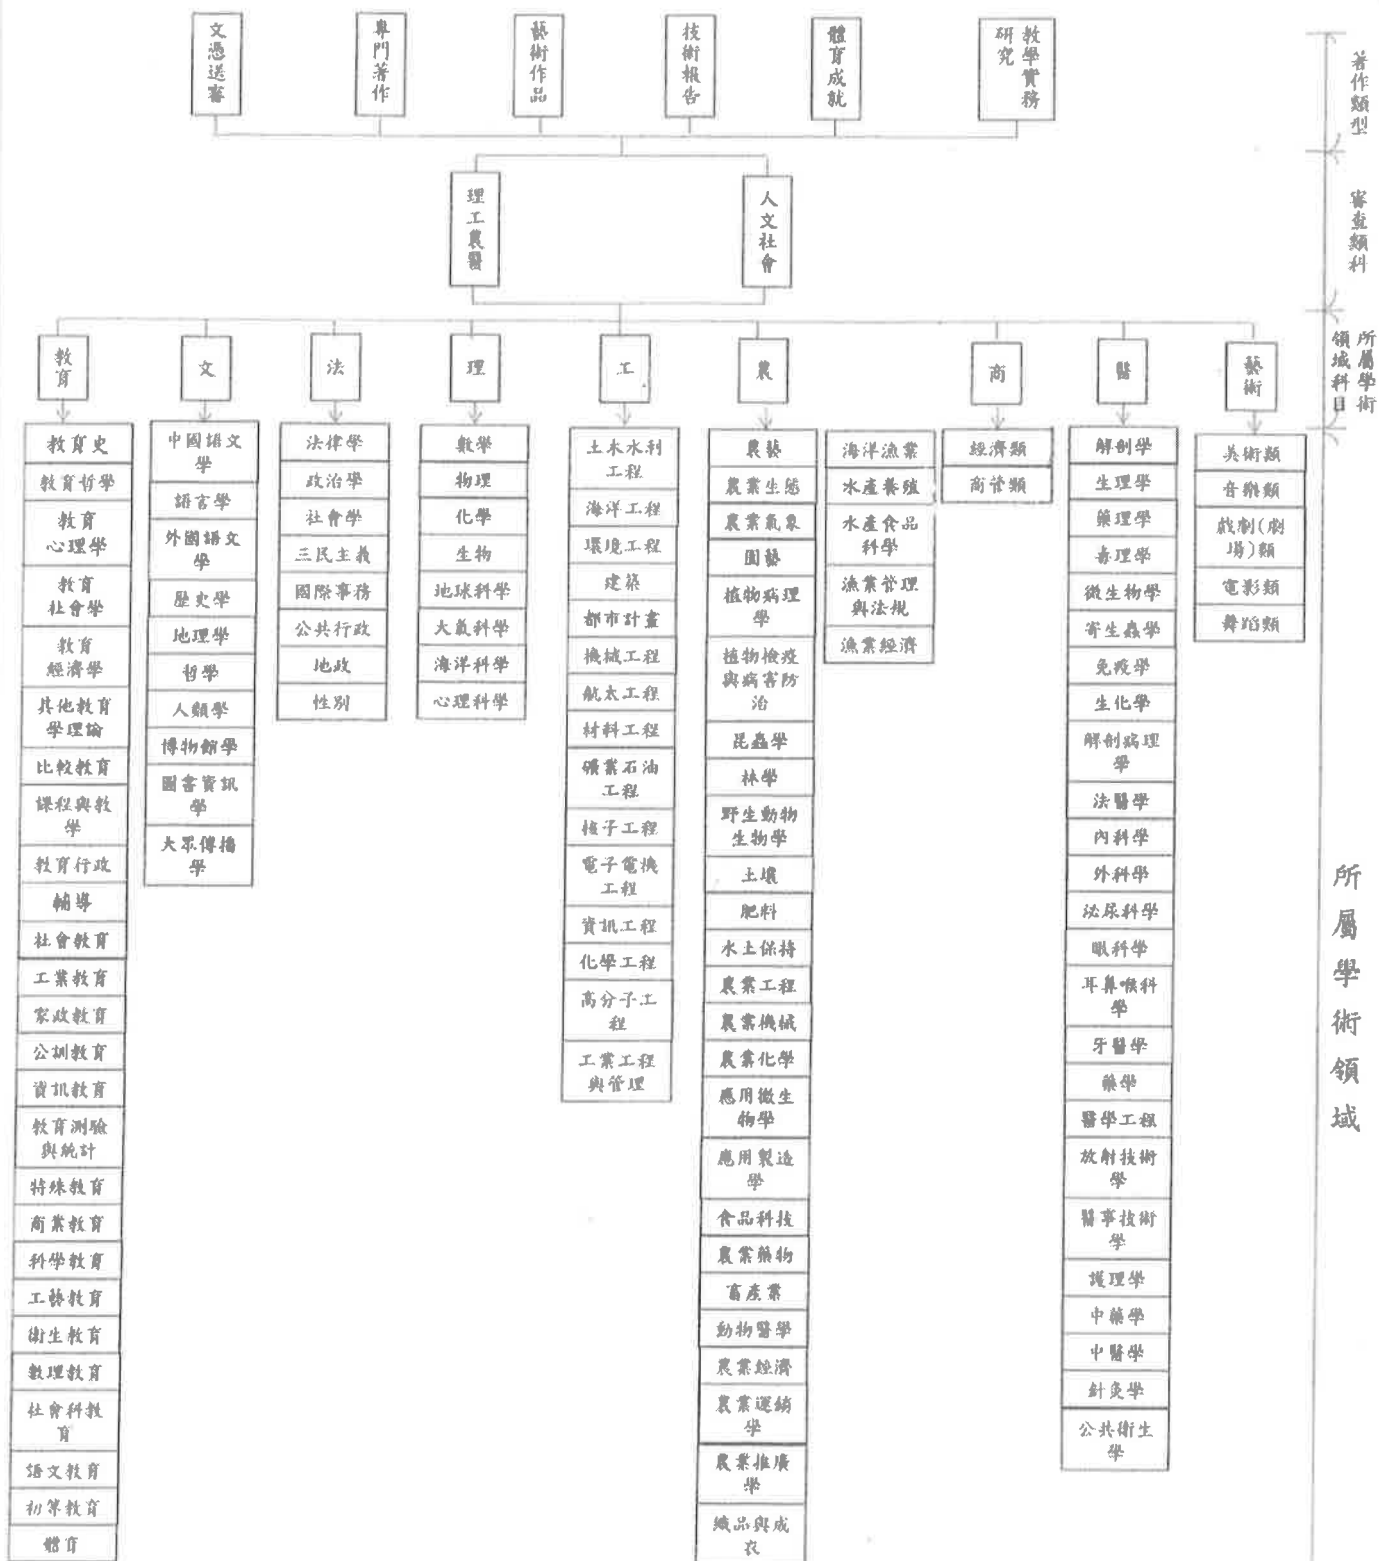 文憑送審
專門著作
藝術作品
技術報告
體育成就
教學實務
研究
著作類型
理工農醫
人文社會
審查類科
教育
文
法
理
工
農
商
醫
藝術
所屬學術
領域科目
教育史
教育哲學
教育
心理學
教育
社會學
教育
經濟學
其他教育
學理論
比較教育
課程與教
學
教育行政
輔導
社會教育
工業教育
家政教育
公訓教育
資訊教育
教育測驗
與統計
特殊教育
商業教育
科學教育
工藝教育
衛生教育
數理教育
社會科教
育
語文教育
初等教育
體育
中國語文
學
語言學
外國語文
學
歷史學
地理學
哲學
人類學
博物館學
圖書資訊
學
大眾傳播
學
法律學
政治學
社會學
三民主義
國際事務
公共行政
地政
性別
數學
物理
化學
生物
地球科學
大氣科學
海洋科學
心理科學
土木水利
工程
海洋工程
環境工程
建築
都市計畫
機械工程
航太工程
材料工程
礦業石油
工程
核子工程
電子電機
工程
資訊工程
化學工程
高分子工
程
工業工程
與管理
農藝
農業生態
農業氣象
園藝
植物病理
學
植物檢疫
與病害防
治
昆蟲學
林學
野生動物
生物學
土壤
肥料
水土保持
農業工程
農業機械
農業化學
應用微生
物學
應用製造
學
食品科技
農業藥物
畜產業
動物醫學
農業經濟
農業運銷
學
農業推廣
學
織品與成
衣
海洋漁業
水產養殖
水產食品
科學
漁業管理
與法規
漁業經濟
經濟類
商管類
解剖學
生理學
藥理學
毒理學
微生物學
寄生蟲學
免疫學
生化學
解剖病理
學
法醫學
內科學
外科學
泌尿科學
眼科學
耳鼻喉科
學
牙醫學
藥學
醫學工程
放射技術
學
醫事技術
學
護理學
中藥學
中醫學
針灸學
公共衛生
學
美術類
音樂類
戲劇(劇
場)類
電影類
舞蹈類
所屬學術領域